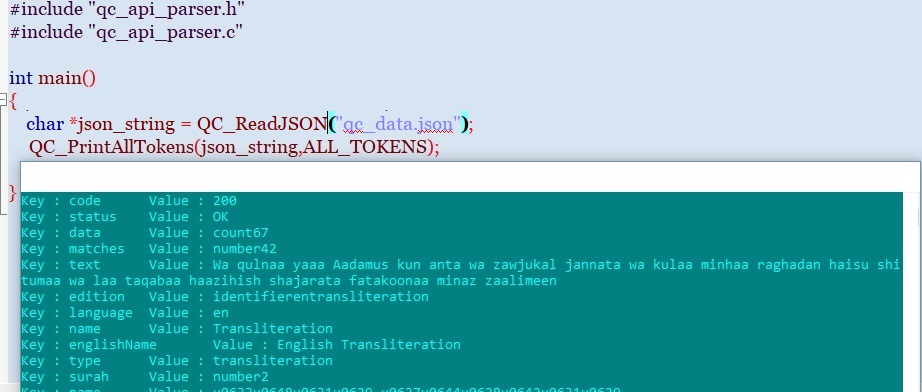 #include "qc_api_parser.h"
#include "qc_api_parser.c"
int main()
{
char *json_string = QC_ReadJSON("qc_data.json");
QC_PrintAllTokens(json_string,ALL_TOKENS);
}
Key : code Value : 200
Key : status Value : OK
Key : data Value : count67
Key : matches Value : number42
Key : text Value : Wa qulnaa yaaa Aadamus kun anta wa zawjukal jannata wa kulaa minhaa raghadan haisu shi
tumaa wa laa taqabaa haazihish shajarata fatakoonaa minaz zaalimeen
Key : edition Value : identifierentransliteration
Key : language Value : en
Key : name Value : Transliteration
Key : englishName Value : English Transliteration
Key : type Value : transliteration
Key : surah Value : number2
Key : name Value :